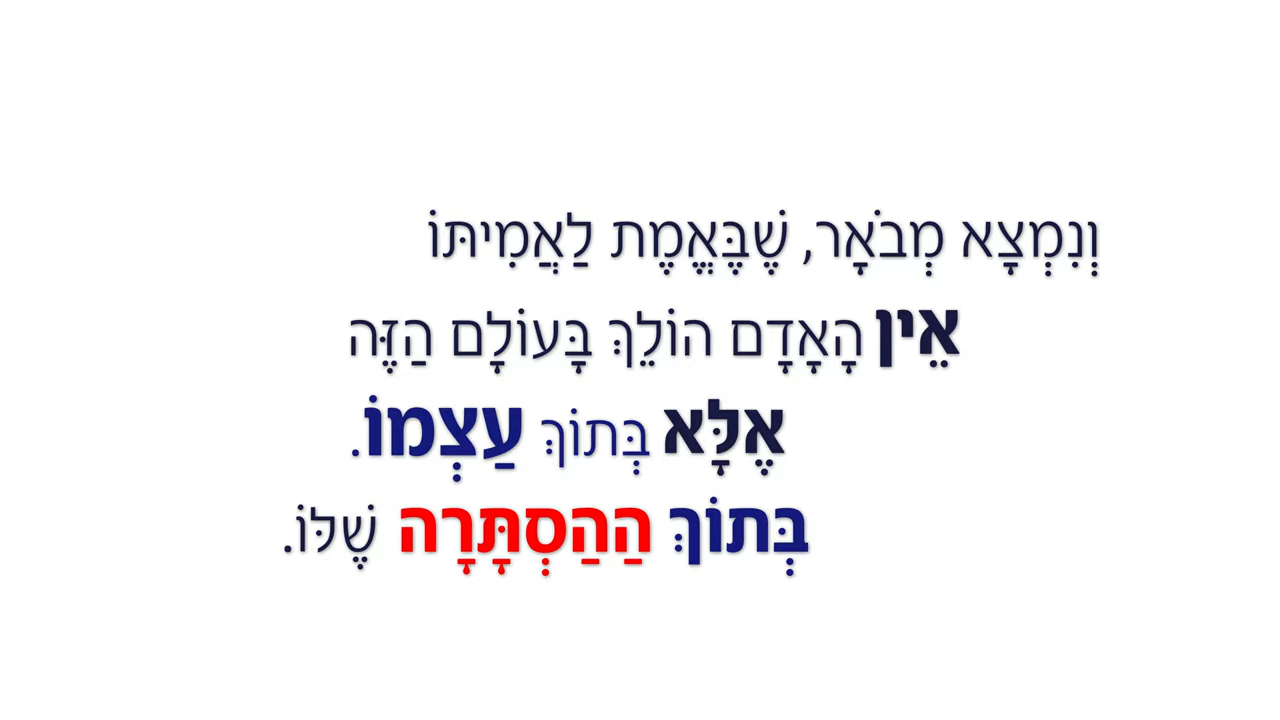 וְנִמְצָא מְבֹאָר, שֶׁבֶּאֱמֶת לַאֲמִיתּוֹ
אֵין הָאָדָם הוֹלֵךְ בָּעוֹלָם הַזֶּה
אֶלָּא בְּתוֹךְ עַצְמוֹ.
בְּתוֹךְ הַהַסְתָּרָה שֶׁלּוֹ.